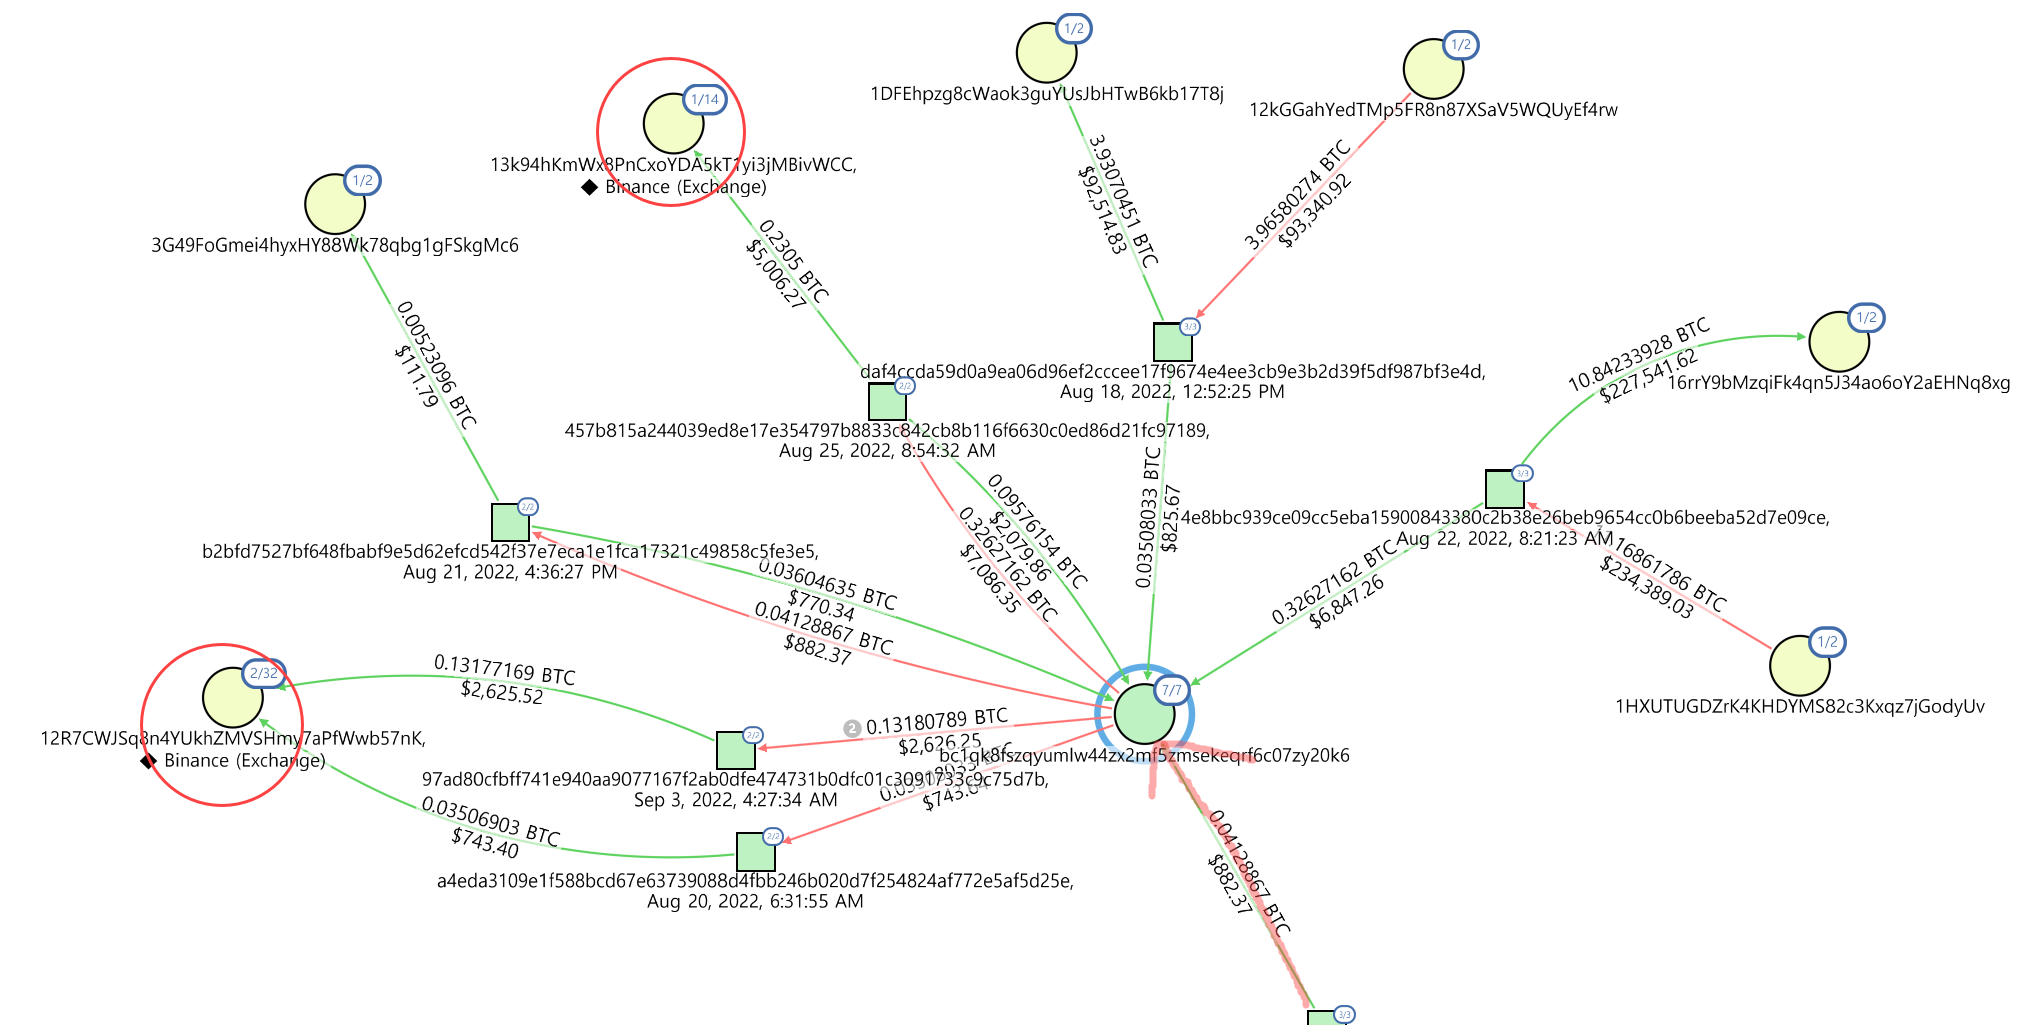 1/2
1DFEhpzg8cWaok3guYUsJbHTwB6kb17T8j
1/2
12kGGahYedTMp5FR8n87XSaV5WQUyEf4rw
1/14
13k94hKmWx8PnCxoYDA5kT1yi3jMBivWCC,
Binance (Exchange)
1/2
3G49FoGmei4hyxHY88Wk78qbg1gFSkgMc6
3.93070451 BTC
$92,514.83
3.96580274 BTC
$93,340.92
0.2305 BTC
$5,006.27
0.00523096 BTC
$111.79
3/3
daf4ccda59d0a9ea06d96ef2cccee17f9674e4ee3cb9e3b2d39f5df987bf3e4d,
Aug 18, 2022, 12:52:25 PM
1/2
16rrY9bMzqiFk4qn5J34ao6oY2aEHNq8xg
10.84233928 BTC
$227,541.62
2/2
457b815a244039ed8e17e354797b8833c842cb8b116f6630c0ed86d21fc97189,
Aug 25, 2022, 8:54:32 AM
3/3
4e8bbc939ce09cc5eba15900843380c2b38e26beb9654cc0b6beeba52d7e09ce,
Aug 22, 2022, 8:21:23 AM
2/2
b2bfd7527bf648fbabf9e5d62efcd542f37e7eca1e1fca17321c49858c5fe3e5,
Aug 21, 2022, 4:36:27 PM
0.09576154 BTC
$2,079.86
0.32627162 BTC
$7,086.35
0.03508033 BTC
$825.67
0.32627162 BTC
$6,847.26
16861786 BTC
$234,389.03
0.03604635 BTC
$770.34
0.04128867 BTC
$882.37
1/2
1HXUTUGDZrK4KHDYMS82c3Kxqz7jGodyUv
2/32
12R7CWJSq8n4YUkhZMVSHmy7aPfWwb57nK,
Binance (Exchange)
0.13177169 BTC
$2,625.52
2
0.13180789 BTC
$2,626.25
7/7
bc1qk8fszqyumlw44zx2mf5zmsekeqrf6c07zy20k6
2/2
97ad80cfbff741e940aa9077167f2ab0dfe474731b0dfc01c3091733c9c75d7b,
Sep 3, 2022, 4:27:34 AM
$743.64
0.03506903 BTC
$743.40
2/2
a4eda3109e1f588bcd67e63739088d4fbb246b020d7f254824af772e5af5d25e,
Aug 20, 2022, 6:31:55 AM
0.04128867 BTC
$882.37
3/3